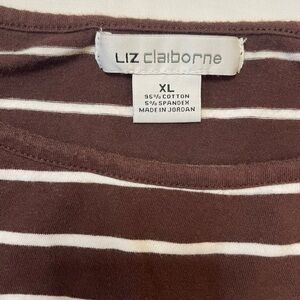 LIZ claiborne
XL
95% COTTON
5% SPANDEX
MADE IN JORDAN